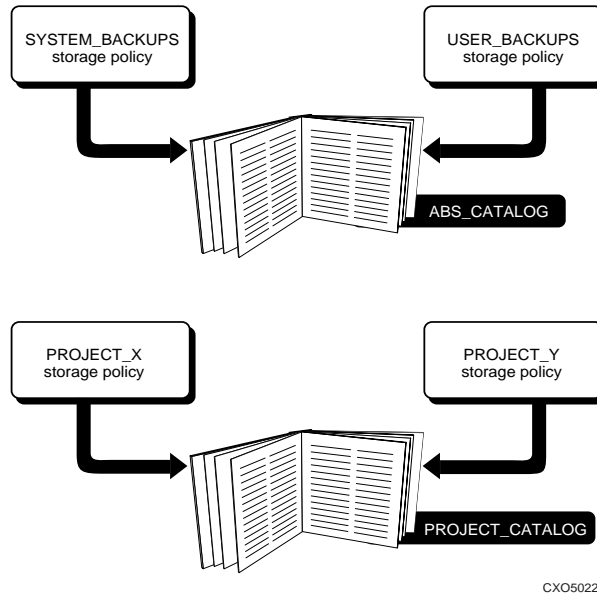 SYSTEM_BACKUPS
storage policy
USER_BACKUPS
storage policy
ABS_CATALOG
PROJECT_X
storage policy
PROJECT_Y
storage policy
PROJECT_CATALOG
CXO5022